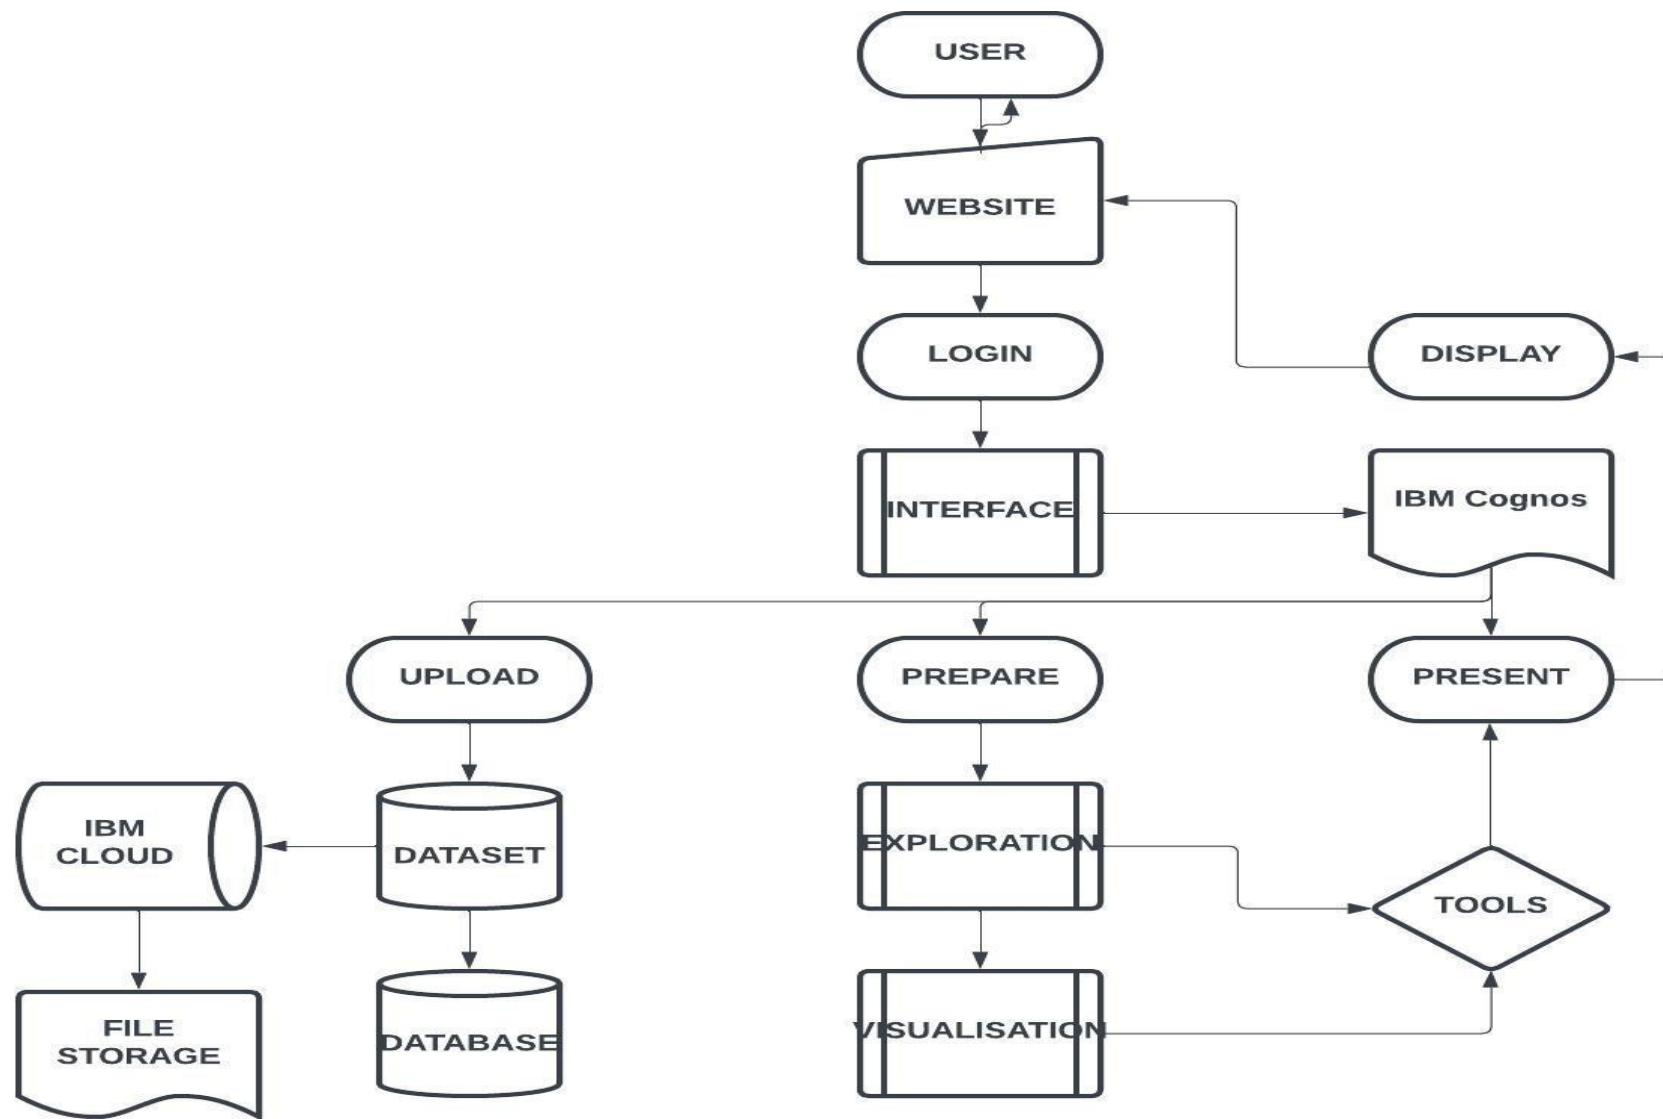 USER
WEBSITE
LOGIN
DISPLAY
INTERFACE
IBM Cognos
UPLOAD
PREPARE
PRESENT
IBM
CLOUD
DATASET
EXPLORATION
TOOLS
FILE
STORAGE
DATABASE
VISUALISATION